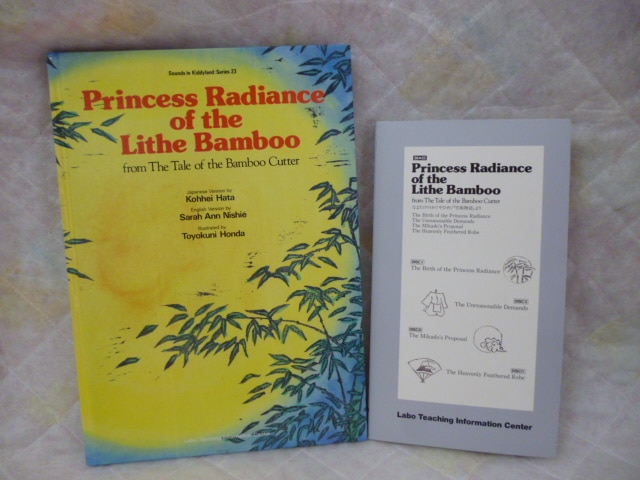 Sounds in Kiddyland Series 23
Princess Radiance
of the
Lithe Bamboo
from The Tale of the Bamboo Cutter
Japanese Version by
Kohhei Hata
English Version by
Sarah Ann Nishié
Illustrated by
Toyokuni Honda
Princess Radiance
of the
Lithe Bamboo
from The Tale of the Bamboo Cutter
The Birth of the Princess Radiance
The Unreasonable Demands
The Mikado's Proposal
The Heavenly Feathered Robe
The Birth of the Princess Radiance
The Unreasonable Demands
The Mikado's Proposal
The Heavenly Feathered Robe
Labo Teaching Information Center